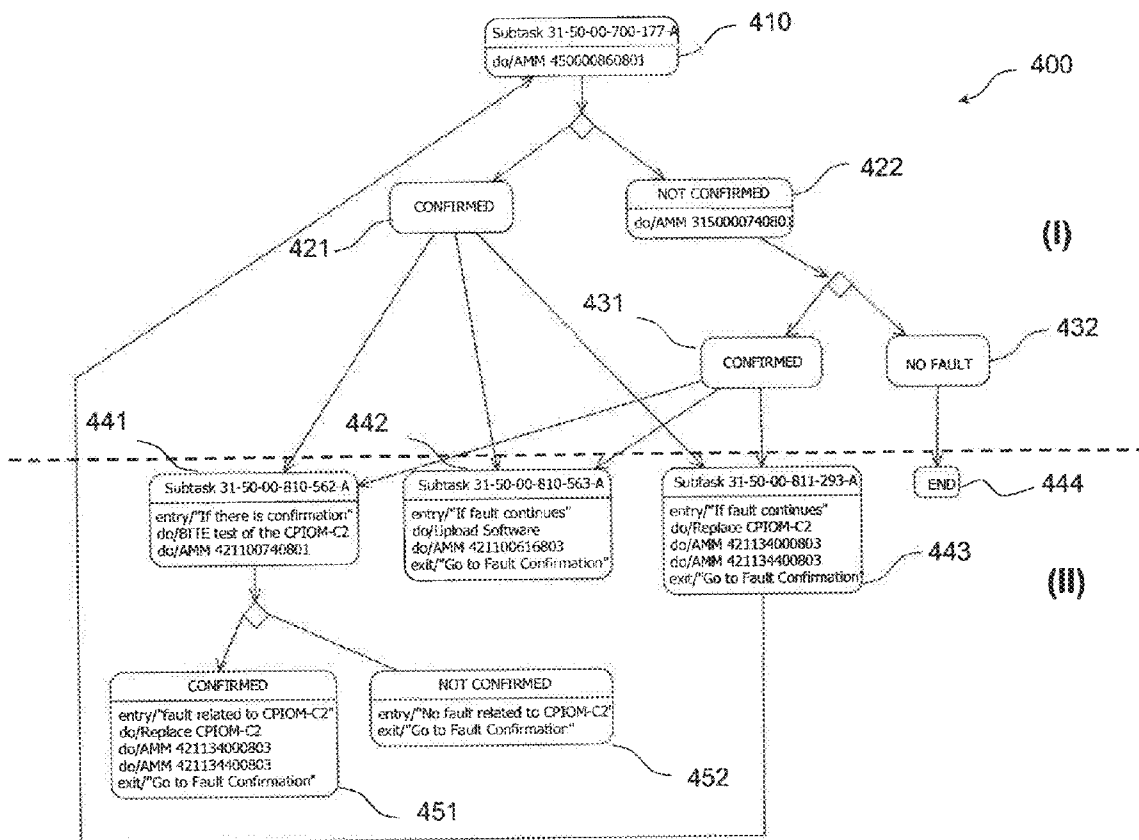 410
Subtask 31-50-00-700-177-A
do/AMM 450000860801
400
422
NOT CONFIRMED
do/AMM 315000740803
CONFIRMED
421
(I)
431
432
CONFIRMED
NO FAULT
441
442
Subtask 31-50-00-810-562-A
entry/"If there is confirmation"
do/BITE test of the CPIOM-C2
do/AMM 421100740801
Subtask 31-50-00-810-563-A
entry/"If fault continues"
do/Upload Software
do/AMM 421100616803
exit/"Go to Fault Confirmation"
Subtask 31-50-00-811-293-A
entry/"If fault continues"
do/Replace CPIOM-C2
do/AMM 421134000803
do/AMM 421134400803
exit/"Go to Fault Confirmation"
END
444
443
(II)
CONFIRMED
entry/"fault related to CPIOM-C2"
do/Replace CPIOM-C2
do/AMM 421134000803
do/AMM 421134400803
exit/"Go to Fault Confirmation"
NOT CONFIRMED
entry/"No fault related to CPIOM-C2"
exit/"Go to Fault Confirmation"
452
451